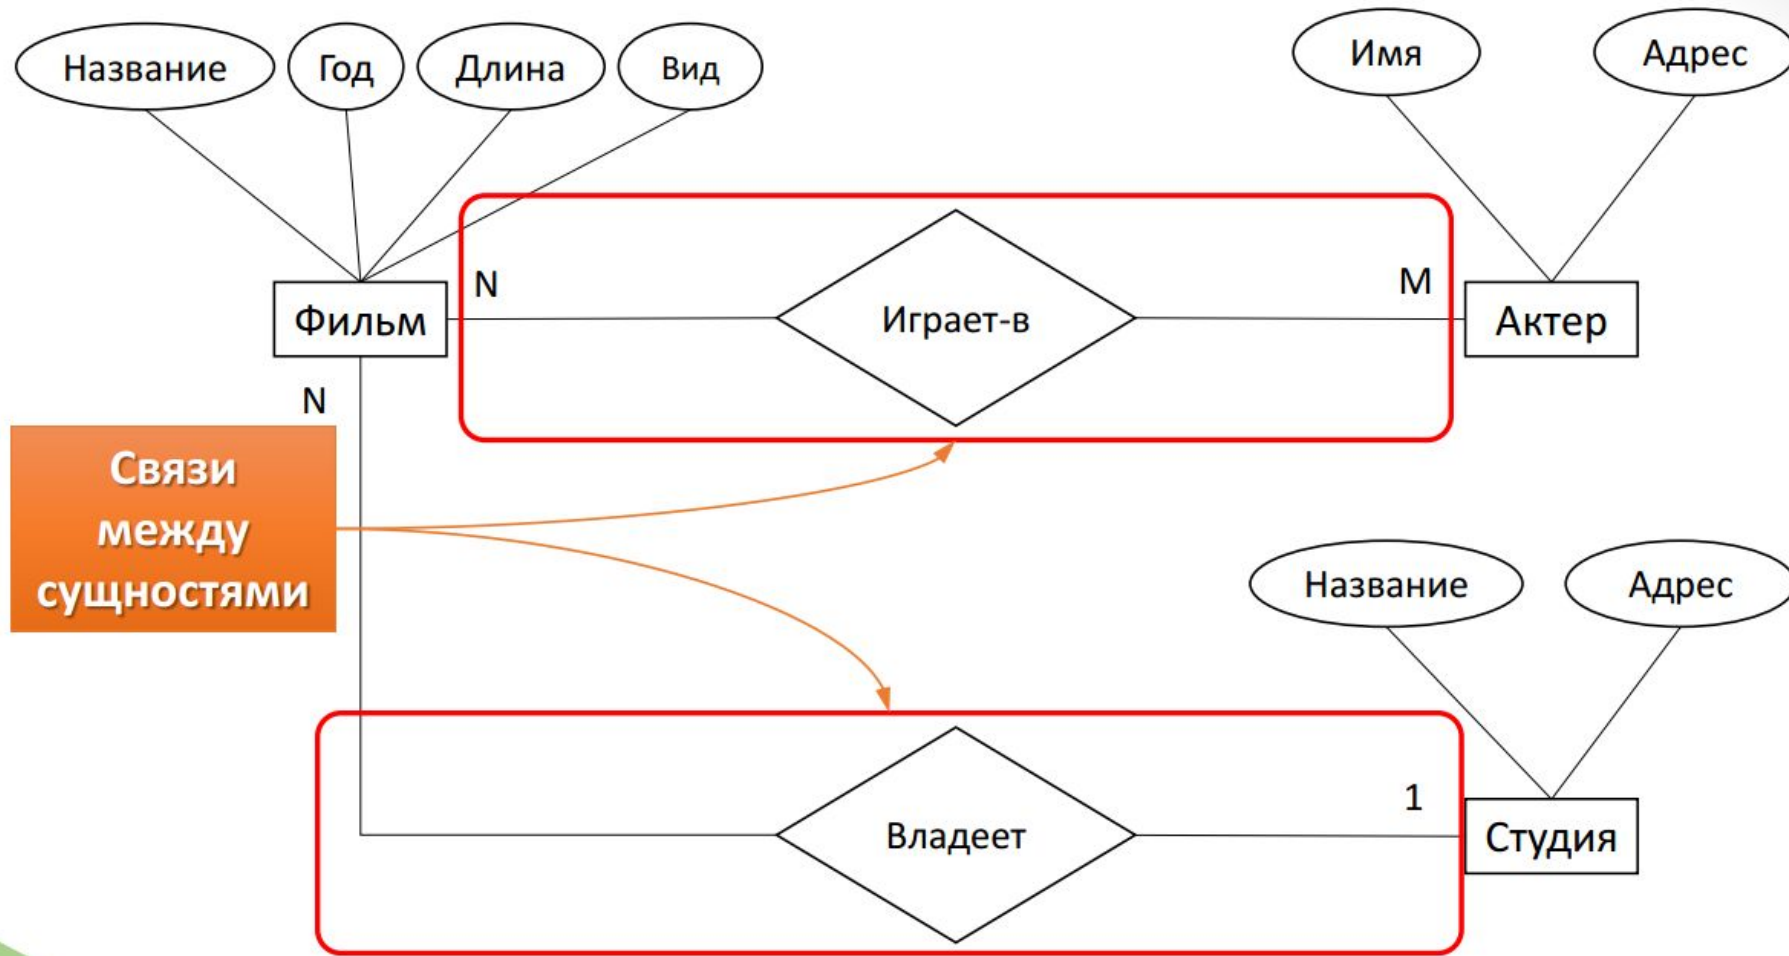 Название
Год
Длина
Вид
Имя
Адрес
N
M
Фильм
Играет-в
Актер
N
Связи
между
сущностями
Название
Адрес
1
Владеет
Студия